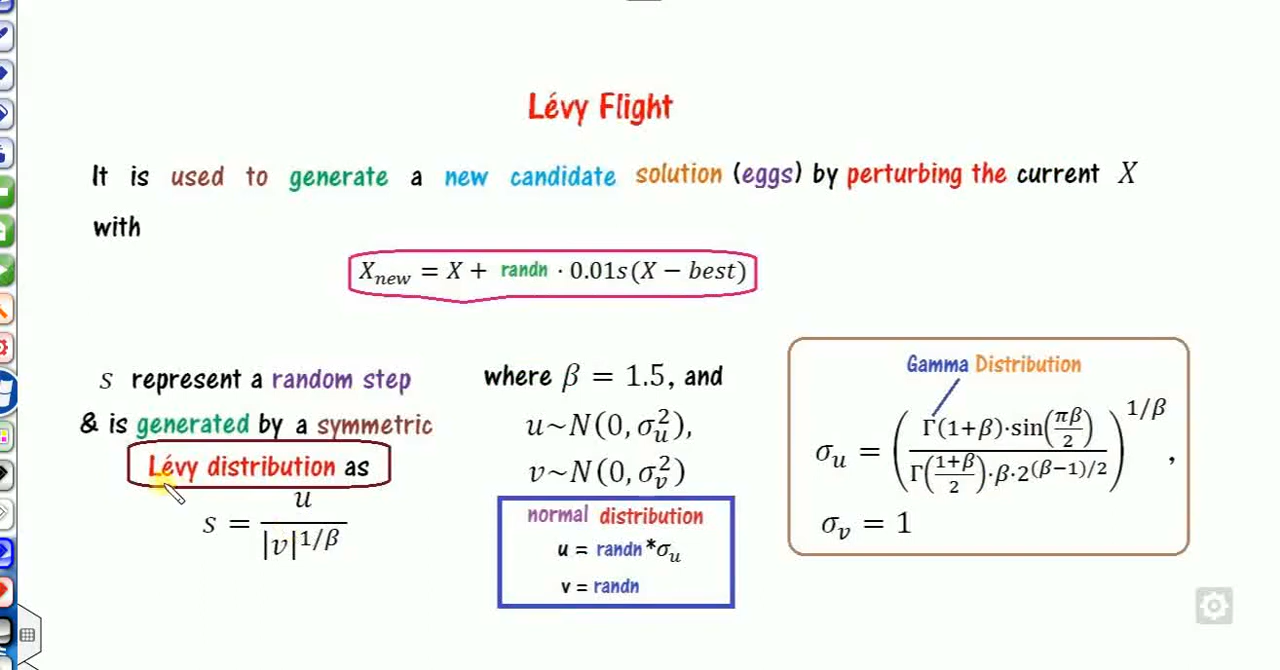 Lévy Flight
It is used to generate a new candidate solution (eggs) by perturbing the current X
with
X_new = X + randn · 0.01s(X − best)
s represent a random step
& is generated by a symmetric
Lévy distribution as
s = u / |v|^{1/β}
where β = 1.5, and
u~N(0, σ_u^2),
v~N(0, σ_v^2)
normal distribution
u = randn*σ_u
v = randn
Gamma Distribution
σ_u = ( Γ(1+β)·sin(πβ/2) / Γ((1+β)/2)·β·2^{(β−1)/2} )^{1/β} ,
σ_v = 1